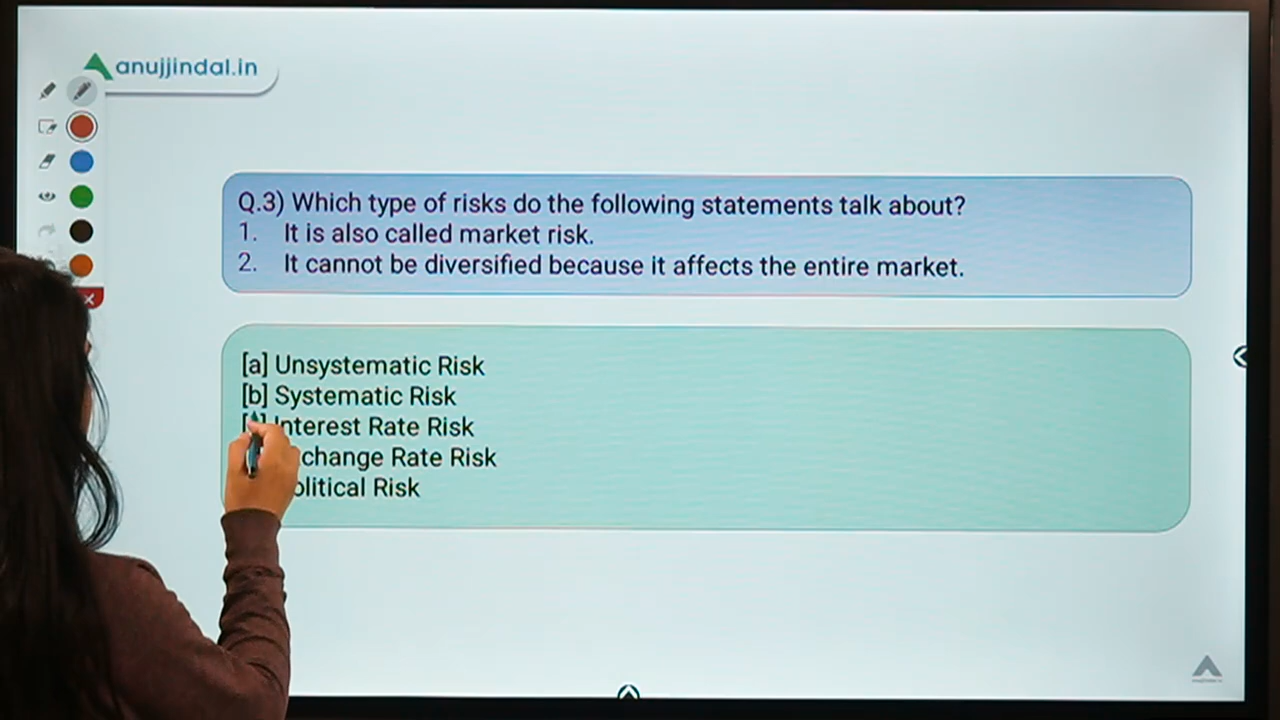 anujjindal.in
Q.3) Which type of risks do the following statements talk about?
1. It is also called market risk.
2. It cannot be diversified because it affects the entire market.
[a] Unsystematic Risk
[b] Systematic Risk
Interest Rate Risk
change Rate Risk
olitical Risk